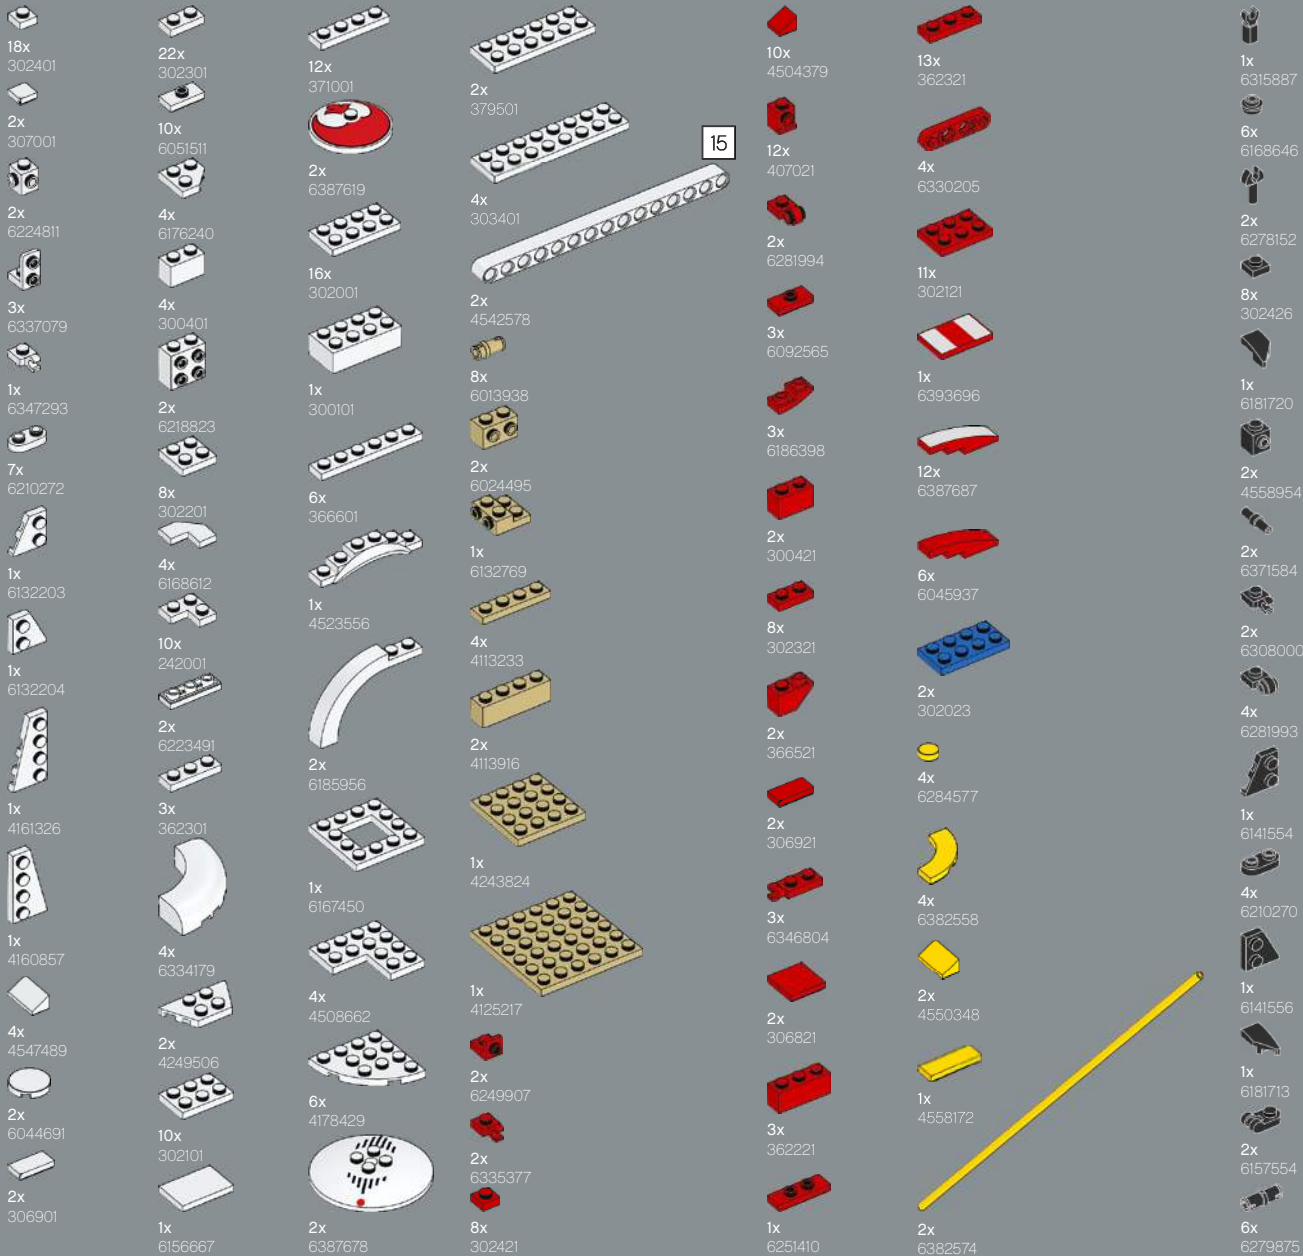 18x
302401
2x
307001
2x
6224811
3x
6337079
1x
6347293
7x
6210272
1x
6132203
1x
6132204
1x
4161326
1x
4160857
4x
4547489
2x
6044691
2x
306901
22x
302301
10x
6051511
4x
6176240
4x
300401
2x
6218823
8x
302201
4x
6168612
10x
242001
2x
6223491
3x
362301
4x
6334179
2x
4249506
10x
302101
1x
6156667
12x
371001
2x
6387619
16x
302001
1x
300101
6x
366601
1x
4523556
2x
6185956
1x
6167450
4x
4508662
6x
4178429
2x
6387678
2x
379501
4x
303401
15
2x
4542578
8x
6013938
2x
6024495
1x
6132769
4x
4113233
2x
4113916
1x
4243824
1x
4125217
2x
6249907
2x
6335377
8x
302421
10x
4504379
12x
407021
2x
6281994
3x
6092565
3x
6186398
2x
300421
8x
302321
2x
366521
2x
306921
3x
6346804
2x
306821
3x
362221
1x
6251410
13x
362321
4x
6330205
11x
302121
1x
6393696
12x
6387687
6x
6045937
2x
302023
4x
6284577
4x
6382558
2x
4550348
1x
4558172
2x
6382574
1x
6315887
6x
6168646
2x
6278152
8x
302426
1x
6181720
2x
4558954
2x
6371584
2x
6308000
4x
6281993
1x
6141554
4x
6210270
1x
6141556
1x
6181713
2x
6157554
6x
6279875